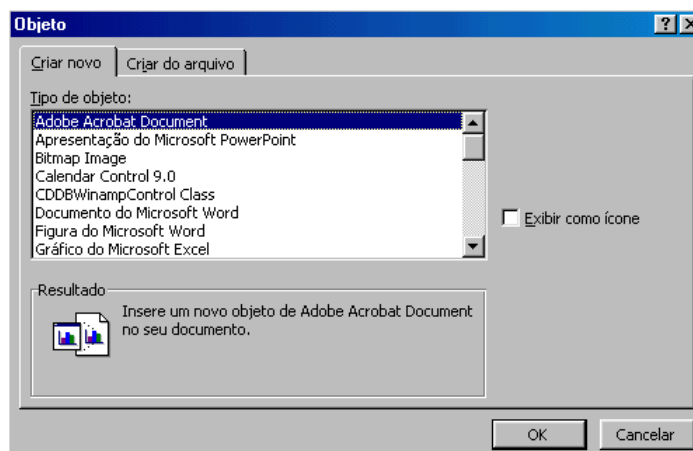 Objeto
Criar novo
Criar do arquivo
Tipo de objeto:
Adobe Acrobat Document
Apresentação do Microsoft PowerPoint
Bitmap Image
Calendar Control 9.0
CDDBWinampControl Class
Documento do Microsoft Word
Figura do Microsoft Word
Gráfico do Microsoft Excel
Exibir como ícone
Resultado
Insere um novo objeto de Adobe Acrobat Document
no seu documento.
OK
Cancelar